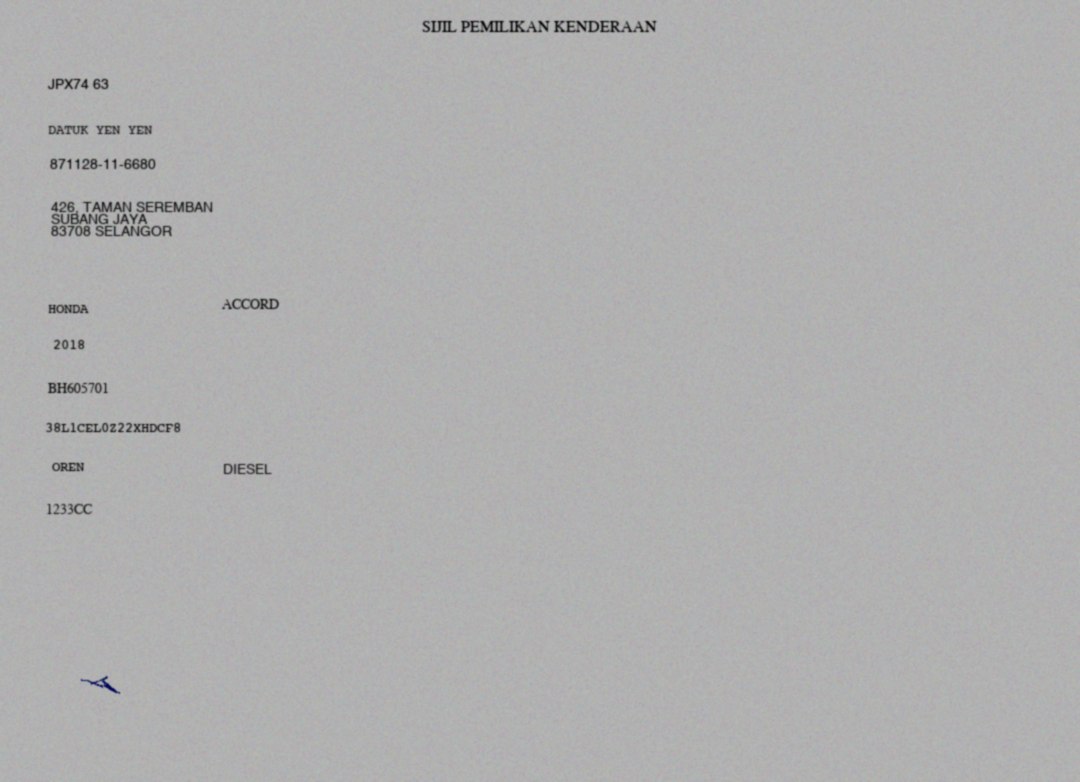 SIJIL PEMILIKAN KENDERAAN
JPX74 63
DATUK YEN YEN
871128-11-6680
426, TAMAN SEREMBAN
SUBANG JAYA
83708 SELANGOR
HONDA ACCORD
2018
BH605701
38L1CEL0Z22XHDCF8
OREN DIESEL
1233CC